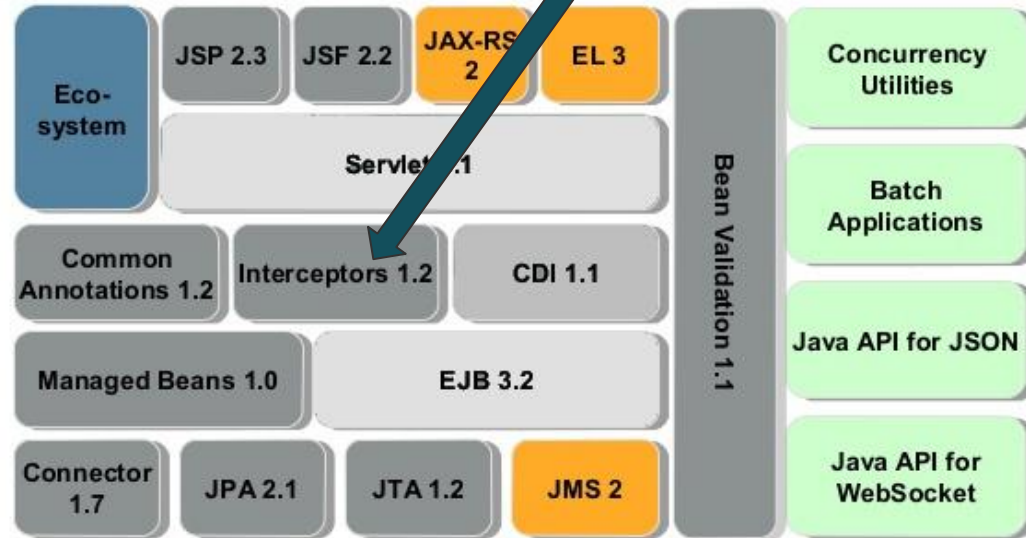 Eco-
system
JSP 2.3
JSF 2.2
JAX-RS
2
EL 3
Servlet .1
Common
Annotations 1.2
Interceptors 1.2
CDI 1.1
Managed Beans 1.0
EJB 3.2
Connector
1.7
JPA 2.1
JTA 1.2
JMS 2
Bean Validation 1.1
Concurrency
Utilities
Batch
Applications
Java API for JSON
Java API for
WebSocket